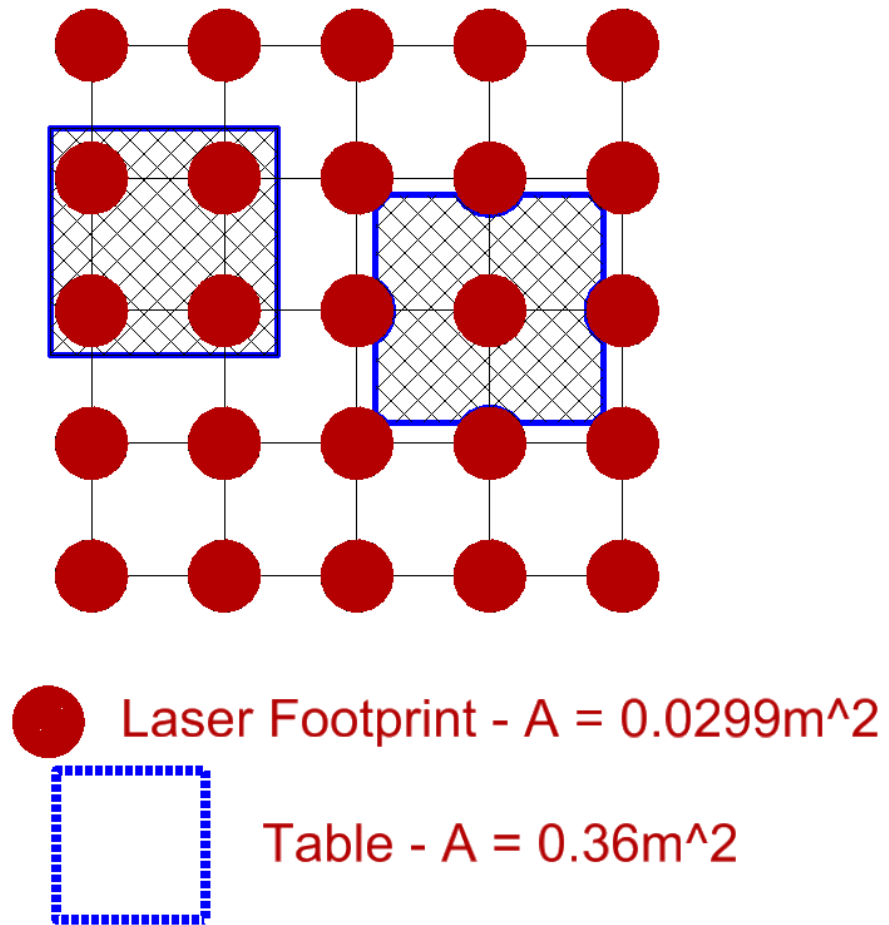 Laser Footprint - A = 0.0299m^2
Table - A = 0.36m^2